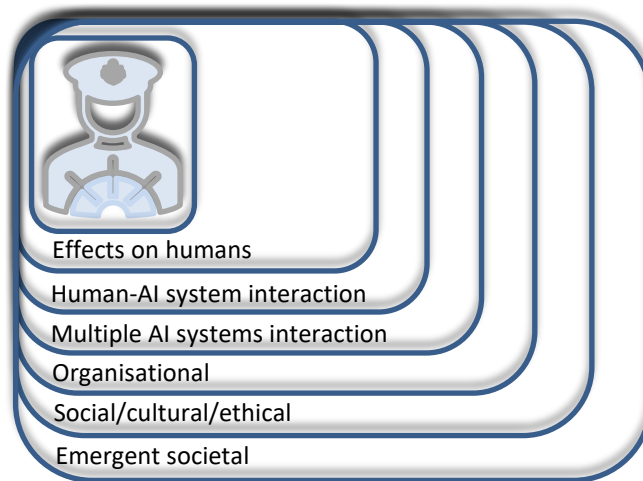 Effects on humans
Human-AI system interaction
Multiple AI systems interaction
Organisational
Social/cultural/ethical
Emergent societal